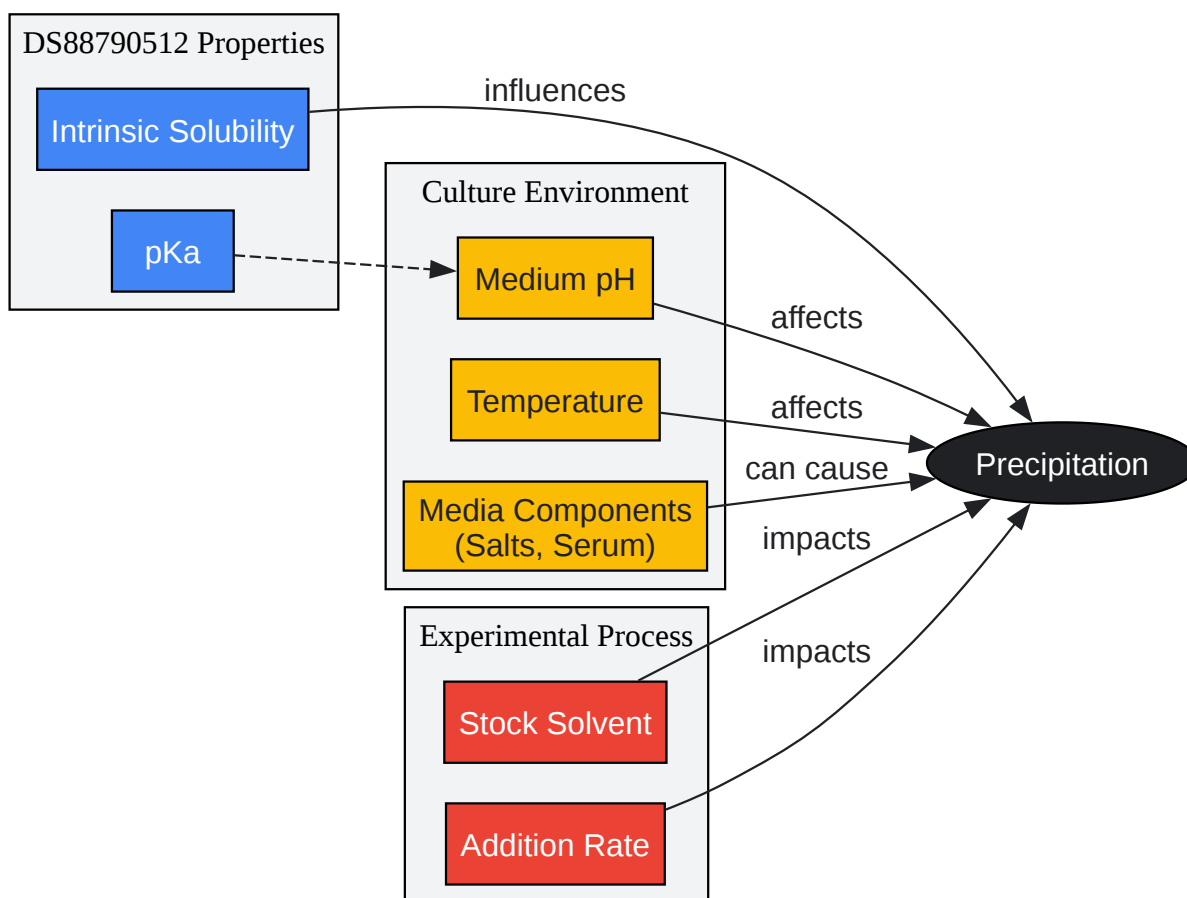 DS88790512 Properties
Intrinsic Solubility
influences
pKa
Culture Environment
Medium pH
affects
Temperature
affects
Media Components
(Salts, Serum)
can cause
Precipitation
impacts
Experimental Process
Stock Solvent
impacts
Addition Rate